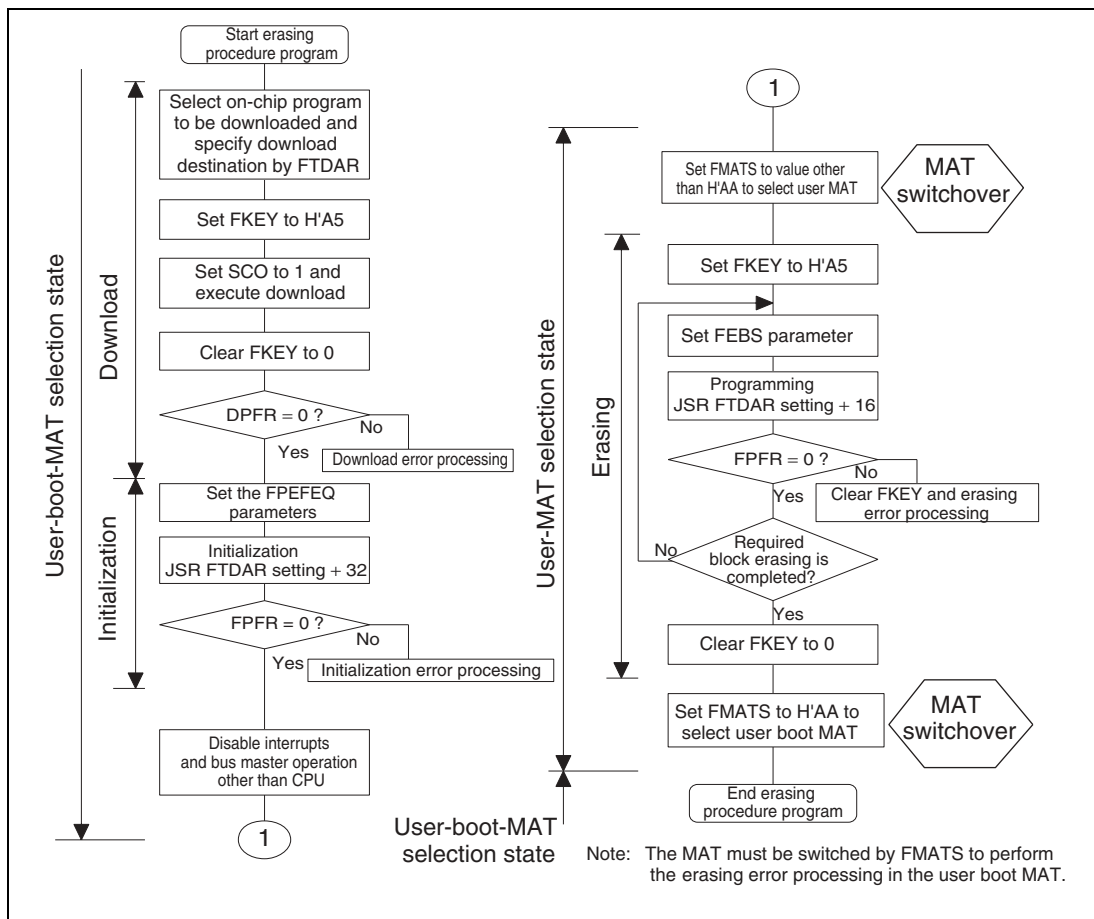 Start erasing
procedure program
Select on-chip program
to be downloaded and
specify download
destination by FTDAR
Set FKEY to H'A5
Set SCO to 1 and
execute download
Clear FKEY to 0
DPFR = 0 ?
No
Yes
Download error processing
Set the FPEFEQ
parameters
Initialization
JSR FTDAR setting + 32
FPFR = 0 ?
No
Yes
Initialization error processing
Disable interrupts
and bus master operation
other than CPU
1
User-boot-MAT selection state
Download
Initialization
1
Set FMATS to value other
than H'AA to select user MAT
MAT
switchover
Set FKEY to H'A5
Set FEBS parameter
Programming
JSR FTDAR setting + 16
FPFR = 0 ?
No
Yes
Clear FKEY and erasing
error processing
Required
block erasing is
completed?
No
Yes
Clear FKEY to 0
Set FMATS to H'AA to
select user boot MAT
MAT
switchover
End erasing
procedure program
User-MAT selection state
Erasing
User-boot-MAT
selection state
Note: The MAT must be switched by FMATS to perform
the erasing error processing in the user boot MAT.